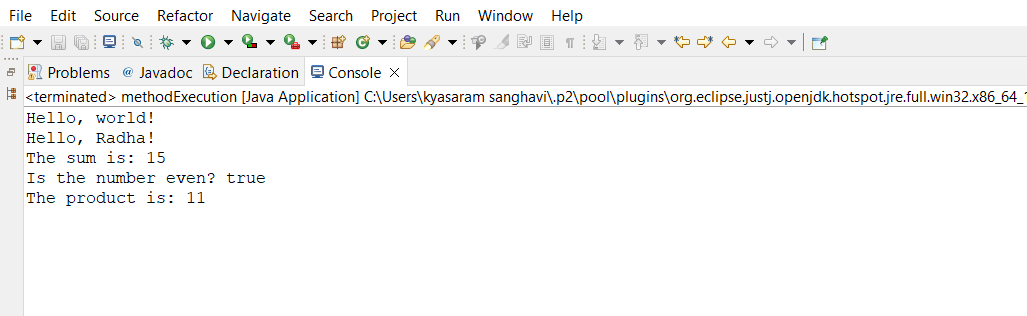 File Edit Source Refactor Navigate Search Project Run Window Help
Problems @ Javadoc Declaration Console
<terminated> methodExecution [Java Application] C:\Users\kyasaram sanghavi\.p2\pool\plugins\org.eclipse.justj.openjdk.hotspot.jre.full.win32.x86_64_
Hello, world!
Hello, Radha!
The sum is: 15
Is the number even? true
The product is: 11